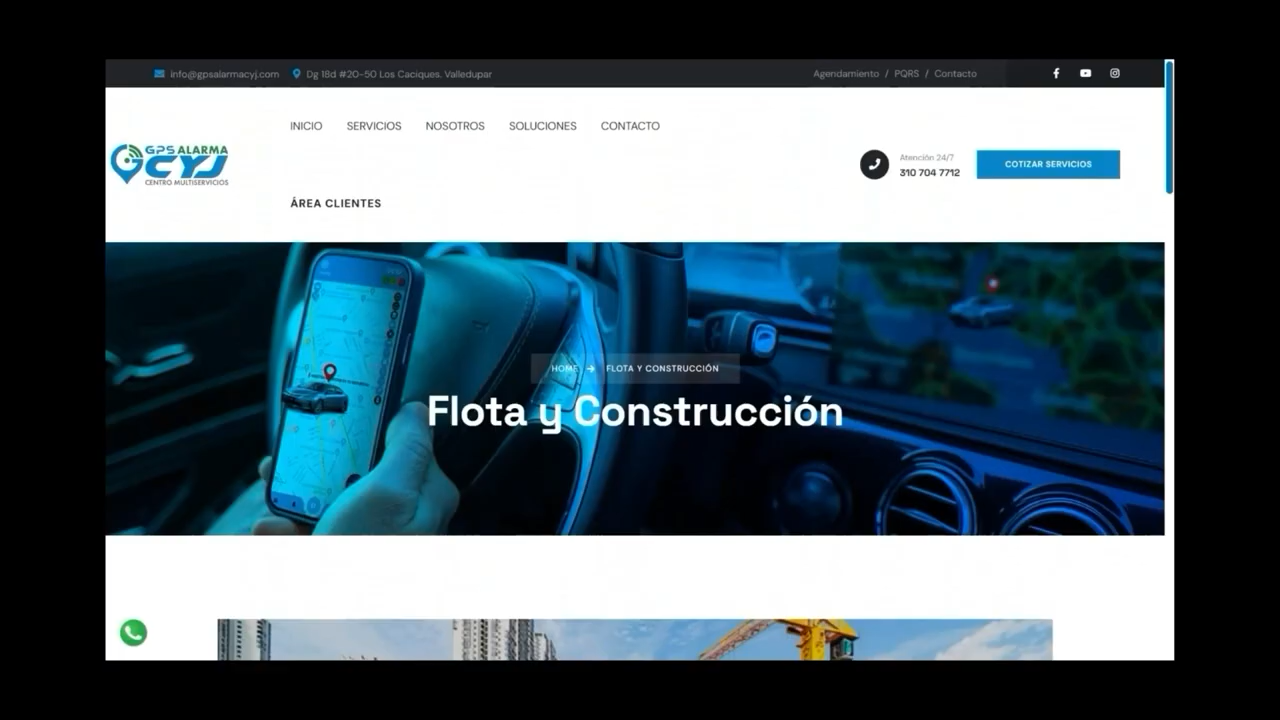 info@gpsalarmacyj.com
Dg 18d #20-50 Los Caciques. Valledupar
Agendamiento / PQRS / Contacto
INICIO SERVICIOS NOSOTROS SOLUCIONES CONTACTO
GPS ALARMA
CYJ
CENTRO MULTISERVICIOS
Atención 24/7
310 704 7712
COTIZAR SERVICIOS
ÁREA CLIENTES
HOME → FLOTA Y CONSTRUCCIÓN
Flota y Construcción